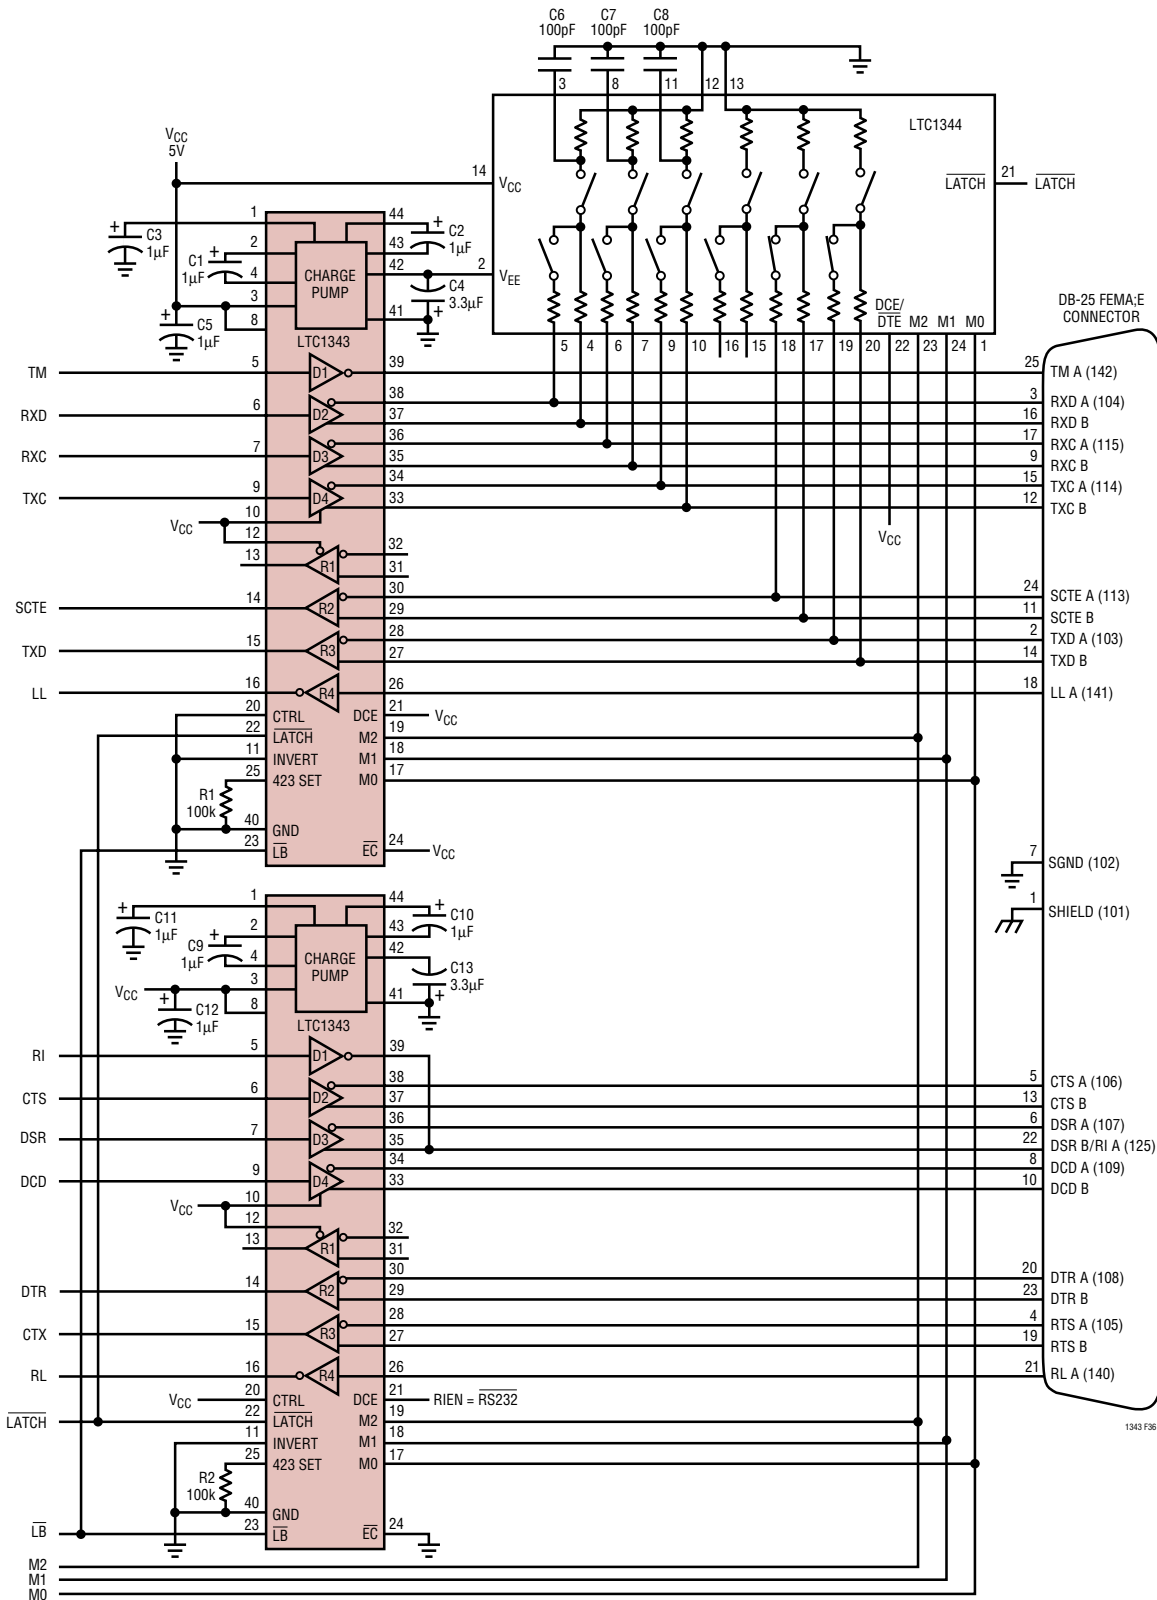 C6
100pF
C7
100pF
C8
100pF
3
8
11
12
13
LTC1344
VCC
5V
14
VCC
LATCH
21
LATCH
2
VEE
DCE/
DTE
M2
M1
M0
5
4
6
7
9
10
16
15
18
17
19
20
22
23
24
1
VCC
1
C3
1µF
2
C1
1µF
4
3
8
C5
1µF
CHARGE
PUMP
LTC1343
44
C2
1µF
43
42
C4
3.3µF
41
DB-25 FEMA;E
CONNECTOR
TM
5
D1
39
25
TM A (142)
RXD
6
D2
38
3
RXD A (104)
37
16
RXD B
RXC
7
D3
36
17
RXC A (115)
35
9
RXC B
TXC
9
D4
34
15
TXC A (114)
33
12
TXC B
VCC
10
12
13
R1
32
31
SCTE
14
R2
30
24
SCTE A (113)
29
11
SCTE B
TXD
15
R3
28
2
TXD A (103)
27
14
TXD B
LL
16
R4
26
18
LL A (141)
20
CTRL
DCE
21
VCC
22
LATCH
M2
19
11
INVERT
M1
18
25
423 SET
M0
17
R1
100k
40
GND
23
LB
EC
24
VCC
7
SGND (102)
1
SHIELD (101)
1
C11
1µF
2
C9
1µF
4
VCC
3
8
C12
1µF
CHARGE
PUMP
LTC1343
44
C10
1µF
43
42
C13
3.3µF
41
RI
5
D1
39
CTS
6
D2
38
5
CTS A (106)
37
13
CTS B
DSR
7
D3
36
6
DSR A (107)
35
22
DSR B/RI A (125)
DCD
9
D4
34
8
DCD A (109)
33
10
DCD B
VCC
10
12
13
R1
32
31
DTR
14
R2
30
20
DTR A (108)
29
23
DTR B
CTX
15
R3
28
4
RTS A (105)
27
19
RTS B
RL
16
R4
26
21
RL A (140)
VCC
20
CTRL
DCE
21
RIEN = RS232
LATCH
22
LATCH
M2
19
11
INVERT
M1
18
25
423 SET
M0
17
R2
100k
40
GND
LB
23
LB
EC
24
M2
M1
M0
1343 F36